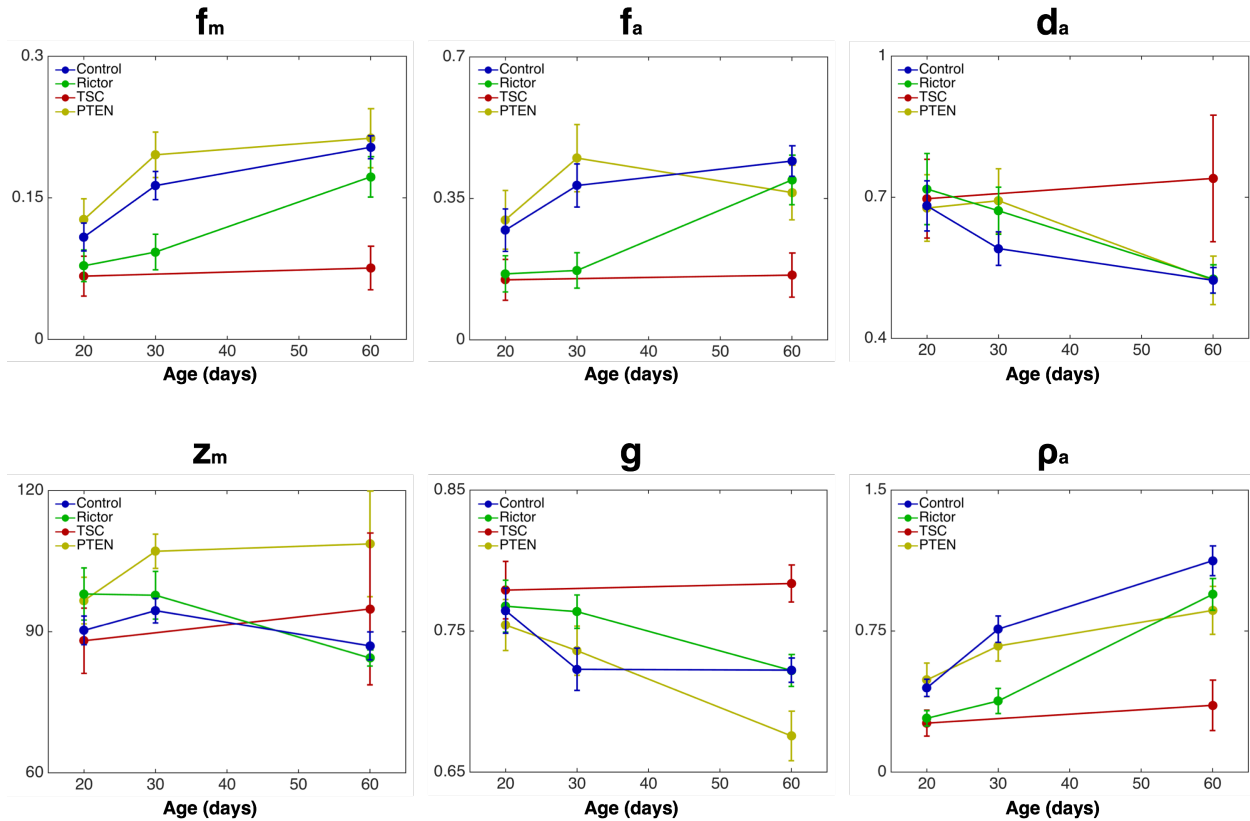 fm
fa
da
0.3
0.15
0
Control
Rictor
TSC
PTEN
20 30 40 50 60
Age (days)
0.7
0.35
0
Control
Rictor
TSC
PTEN
20 30 40 50 60
Age (days)
1
0.7
0.4
Control
Rictor
TSC
PTEN
20 30 40 50 60
Age (days)
zm
g
ρa
120
90
60
Control
Rictor
TSC
PTEN
20 30 40 50 60
Age (days)
0.85
0.75
0.65
Control
Rictor
TSC
PTEN
20 30 40 50 60
Age (days)
1.5
0.75
0
Control
Rictor
TSC
PTEN
20 30 40 50 60
Age (days)